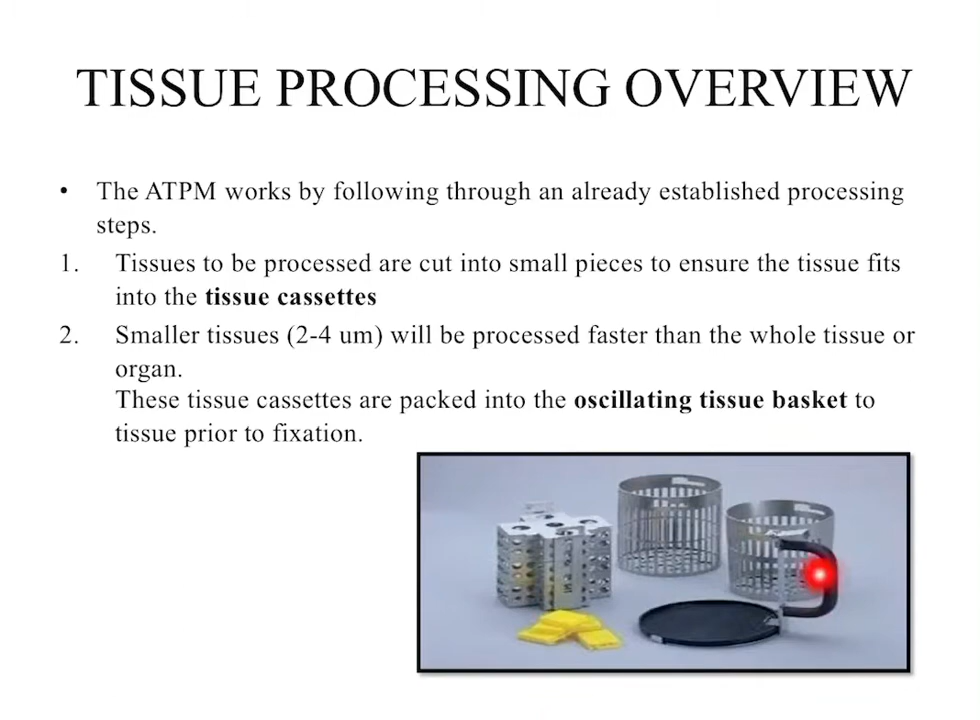 TISSUE PROCESSING OVERVIEW
• The ATPM works by following through an already established processing
steps.
1. Tissues to be processed are cut into small pieces to ensure the tissue fits
into the tissue cassettes
2. Smaller tissues (2-4 um) will be processed faster than the whole tissue or
organ.
These tissue cassettes are packed into the oscillating tissue basket to
tissue prior to fixation.